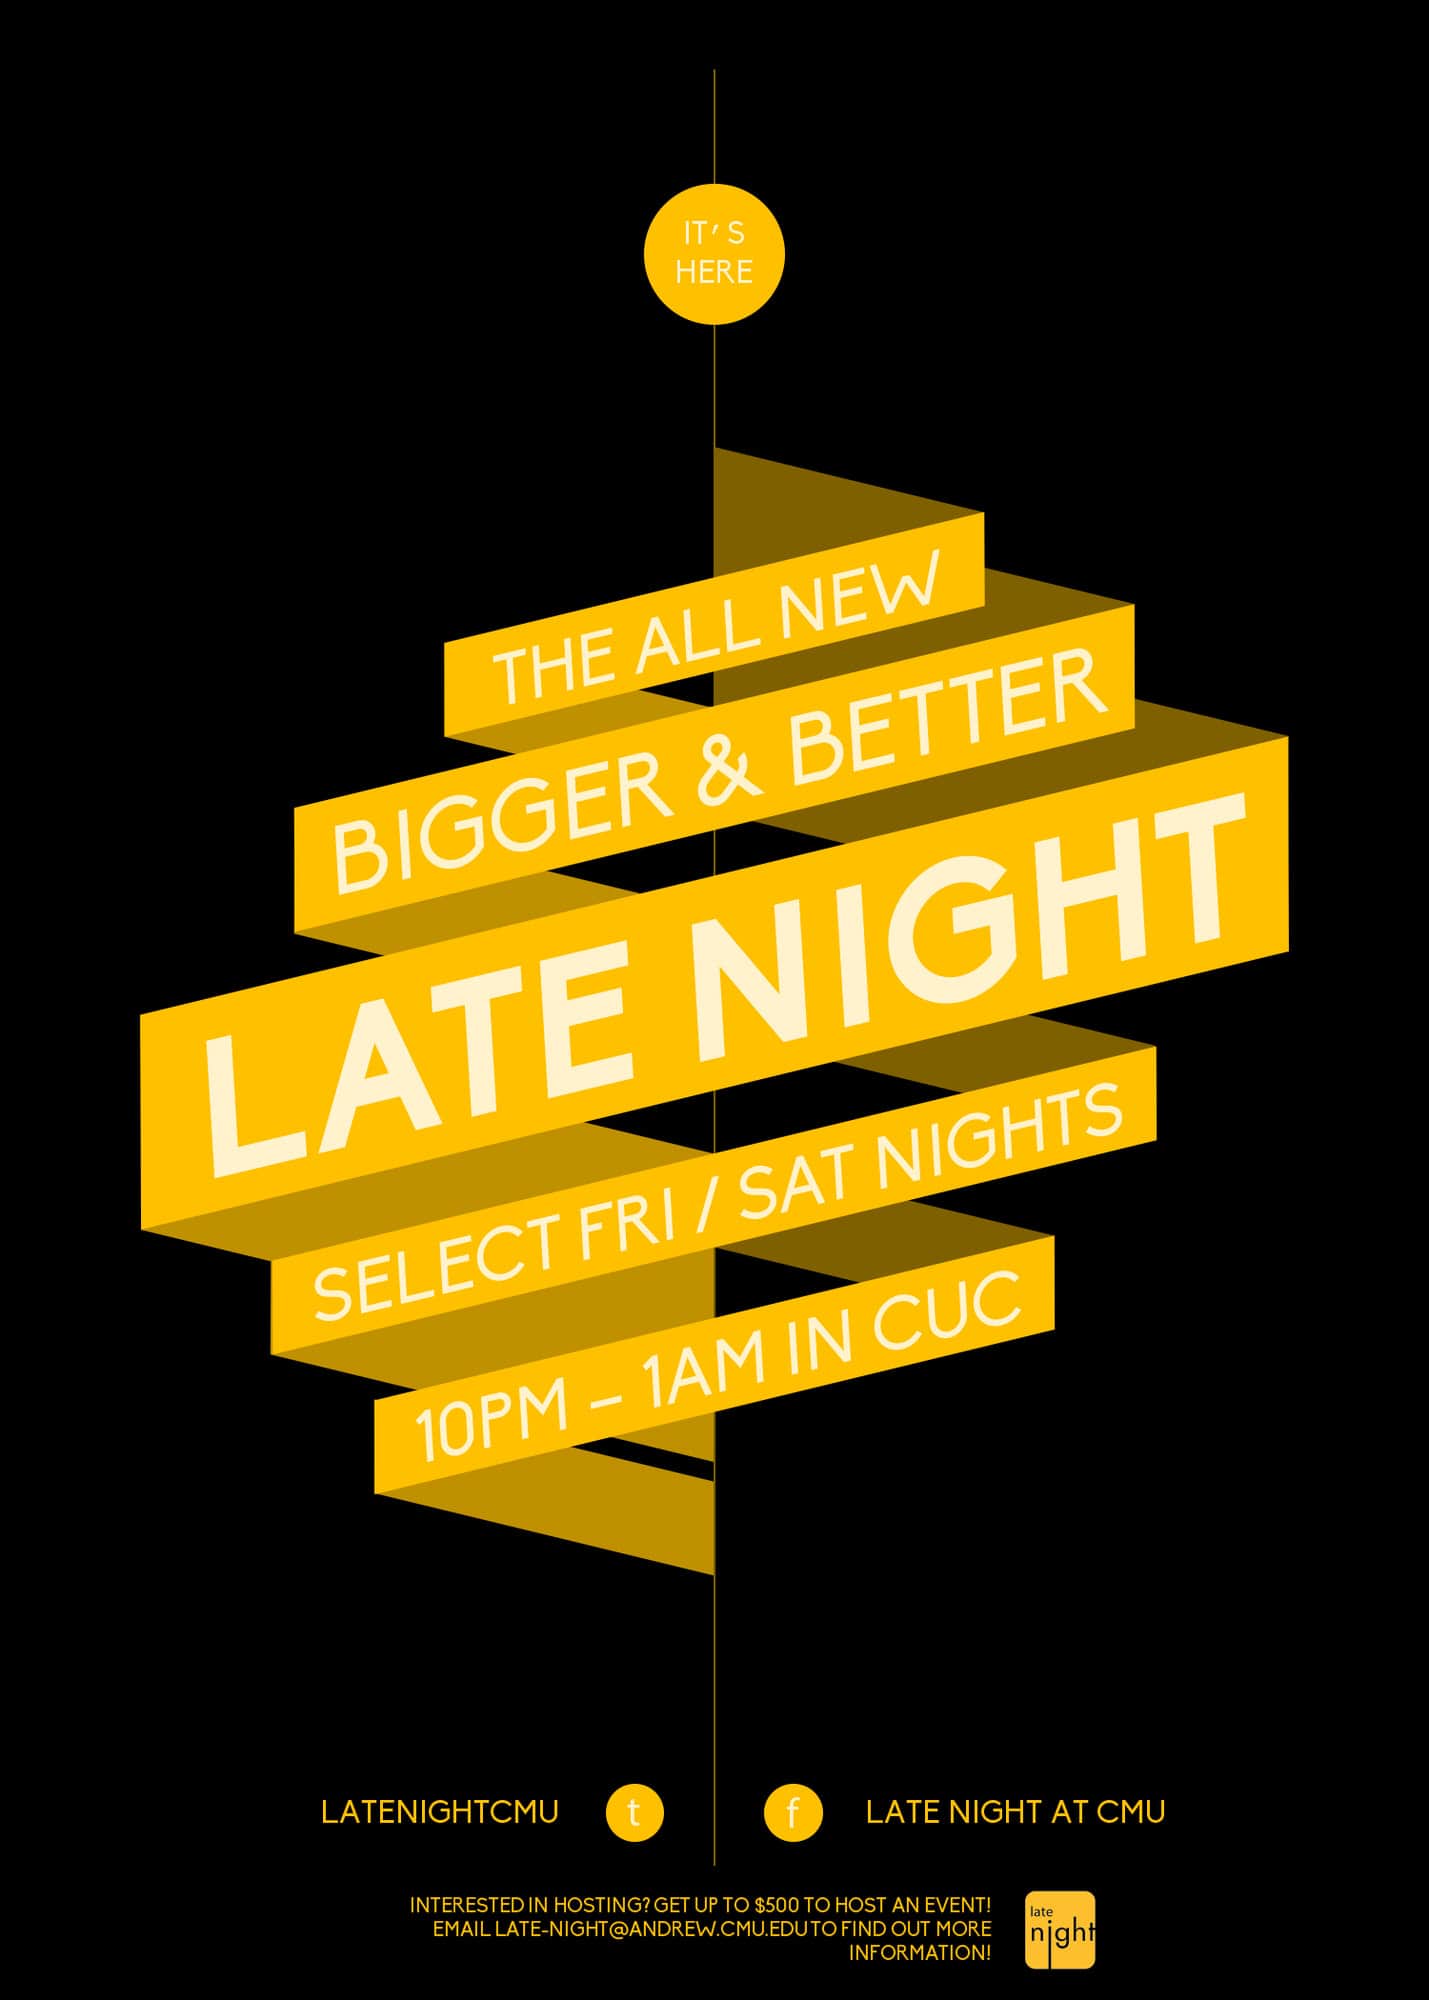 IT'S
HERE
THE ALL NEW
BIGGER & BETTER
LATE NIGHT
SELECT FRI / SAT NIGHTS
10PM – 1AM IN CUC
LATENIGHTCMU t f LATE NIGHT AT CMU
INTERESTED IN HOSTING? GET UP TO $500 TO HOST AN EVENT!
EMAIL LATE-NIGHT@ANDREW.CMU.EDU TO FIND OUT MORE
INFORMATION!
late
night